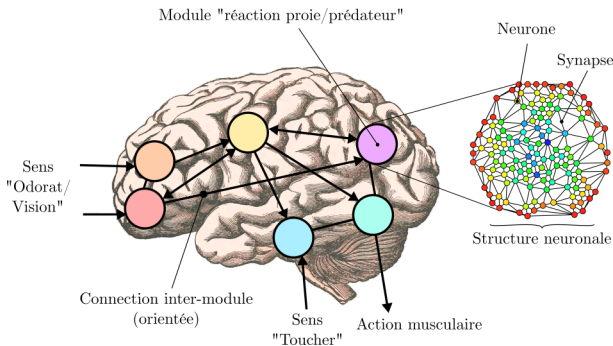 Module "réaction proie/prédateur"
Neurone
Synapse
Sens
"Odorat/
Vision"
Structure neuronale
Connection inter-module
(orientée)
Sens
"Toucher"
Action musculaire